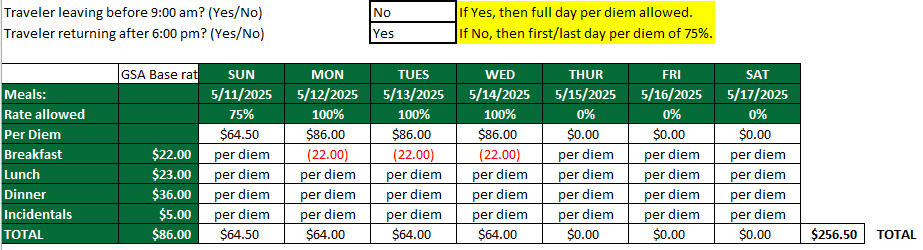 Traveler leaving before 9:00 am? (Yes/No) No If Yes, then full day per diem allowed.
Traveler returning after 6:00 pm? (Yes/No) Yes If No, then first/last day per diem of 75%.
GSA Base rat SUN MON TUES WED THUR FRI SAT
Meals: 5/11/2025 5/12/2025 5/13/2025 5/14/2025 5/15/2025 5/16/2025 5/17/2025
Rate allowed 75% 100% 100% 100% 0% 0% 0%
Per Diem $64.50 $86.00 $86.00 $86.00 $0.00 $0.00 $0.00
Breakfast $22.00 per diem (22.00) (22.00) (22.00) per diem per diem per diem
Lunch $23.00 per diem per diem per diem per diem per diem per diem per diem
Dinner $36.00 per diem per diem per diem per diem per diem per diem per diem
Incidentals $5.00 per diem per diem per diem per diem per diem per diem per diem
TOTAL $86.00 $64.50 $64.00 $64.00 $64.00 $0.00 $0.00 $0.00 $256.50 TOTAL